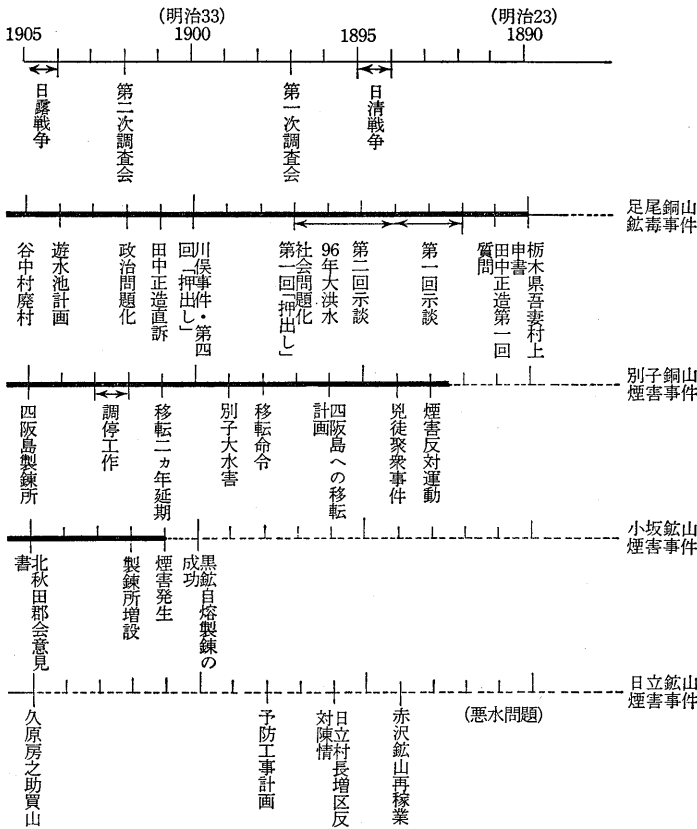 (明治33)
(明治23)
1905
1900
1895
1890
日露戦争
第二次調査会
第一次調査会
日清戦争
足尾銅山
鉱毒事件
栃木県吾妻村上
申書
田中正造第一回
質問
第一回示談
第二回示談
96年大洪水
社会問題化
第一回「押出し」
川俣事件・第四
回「押出し」
田中正造直訴
政治問題化
遊水池計画
谷中村廃村
別子銅山
煙害事件
煙害反対運動
兇徒聚衆事件
四阪島への移転
計画
移転命令
別子大水害
移転二ヵ年延期
調停工作
四阪島製錬所
小坂鉱山
煙害事件
黒鉱自熔製錬の
成功
煙害発生
製錬所増設
北秋田郡会意見
書
日立鉱山
煙害事件
(悪水問題)
赤沢鉱山再稼業
日立村長増区反
対陳情
予防工事計画
久原房之助買山